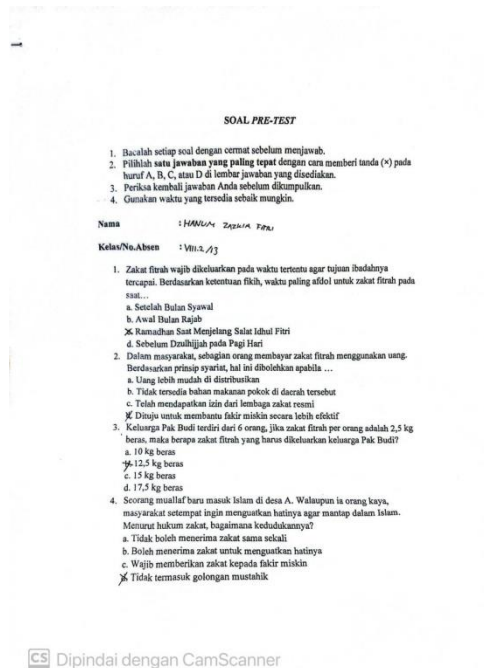 SOAL PRE-TEST
1. Bacalah setiap soal dengan cermat sebelum menjawab.
2. Pilihlah satu jawaban yang paling tepat dengan cara memberi tanda (×) pada
huruf A, B, C, atau D di lembar jawaban yang disediakan.
3. Periksa kembali jawaban Anda sebelum dikumpulkan.
4. Gunakan waktu yang tersedia sebaik mungkin.
Nama : HANUM ZAZKIA FITRI
Kelas/No.Absen : VIII.2 /13
1. Zakat fitrah wajib dikeluarkan pada waktu tertentu agar tujuan ibadahnya
tercapai. Berdasarkan ketentuan fikih, waktu paling afdol untuk zakat fitrah pada
saat…
a. Setelah Bulan Syawal
b. Awal Bulan Rajab
c. Ramadhan Saat Menjelang Salat Idhul Fitri
d. Sebelum Dzulhijjah pada Pagi Hari
2. Dalam masyarakat, sebagian orang membayar zakat fitrah menggunakan uang.
Berdasarkan prinsip syariat, hal ini dibolehkan apabila …
a. Uang lebih mudah di distribusikan
b. Tidak tersedia bahan makanan pokok di daerah tersebut
c. Telah mendapatkan izin dari lembaga zakat resmi
d. Dituju untuk membantu fakir miskin secara lebih efektif
3. Keluarga Pak Budi terdiri dari 6 orang, jika zakat fitrah per orang adalah 2,5 kg
beras, maka berapa zakat fitrah yang harus dikeluarkan keluarga Pak Budi?
a. 10 kg beras
b. 12,5 kg beras
c. 15 kg beras
d. 17,5 kg beras
4. Seorang muallaf baru masuk Islam di desa A. Walaupun ia orang kaya,
masyarakat setempat ingin menguatkan hatinya agar mantap dalam Islam.
Menurut hukum zakat, bagaimana kedudukannya?
a. Tidak boleh menerima zakat sama sekali
b. Boleh menerima zakat untuk menguatkan hatinya
c. Wajib memberikan zakat kepada fakir miskin
d. Tidak termasuk golongan mustahik
CS Dipindai dengan CamScanner